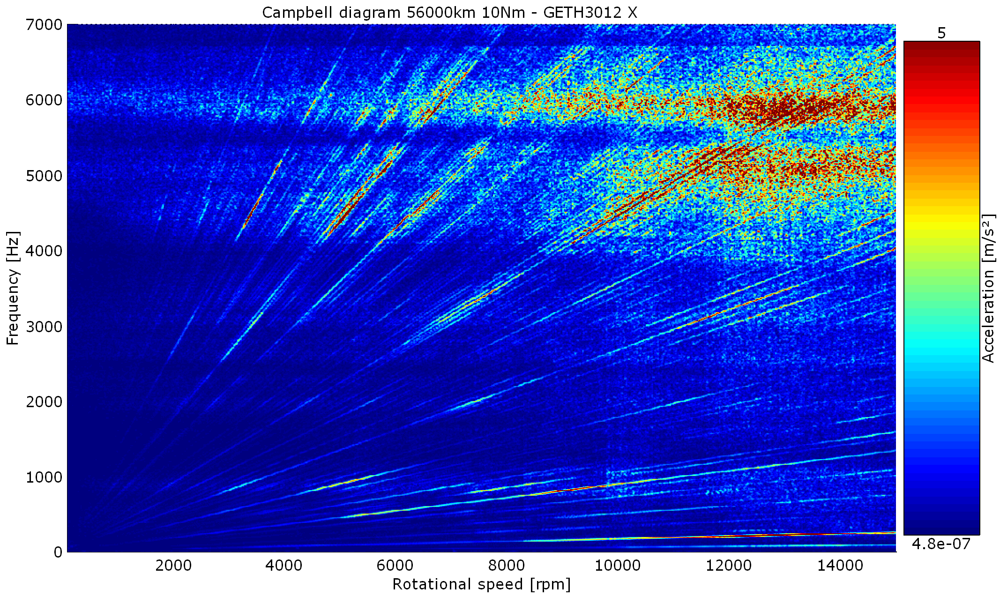 Campbell diagram 56000km 10Nm - GETH3012 X
7000
6000
5000
4000
3000
2000
1000
0
Frequency [Hz]
2000 4000 6000 8000 10000 12000 14000
Rotational speed [rpm]
5
4.8e-07
Acceleration [m/s²]